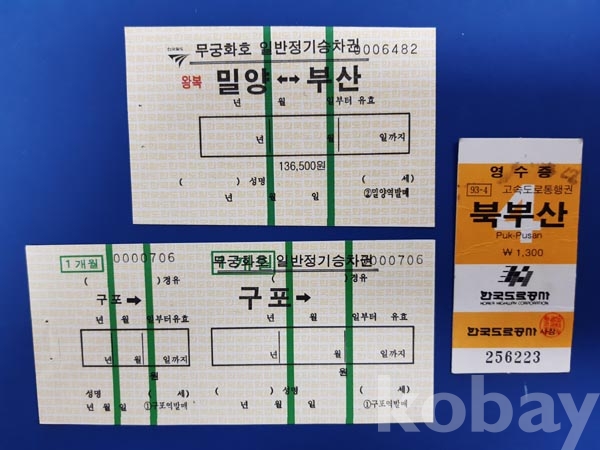 무궁화호 일반정기승차권 0006482
왕복 밀양 ↔ 부산
년 월 일부터 유효
년 월 일까지
136,500원
( ) 성명 ( 세)
년 월 일 ②밀양역발매
1개월 0000706
( ) 경유
구포 →
년 월 일부터유효
년 월 일까지
원
성명 ( 세)
년 월 일 ①구포역발매
무궁화호 일반정기승차권 0000706
( ) 경유
구포 →
년 월 일부터 유효
년 월 일까지
원
( ) 성명 ( 세)
년 월 일 ①구포역발매
영수증
93-4 고속도로통행권
4
북부산
Puk-Pusan
₩ 1,300
한국도로공사
KOREA HIGHWAY CORPORATION
한국도로공사
256223
kobay